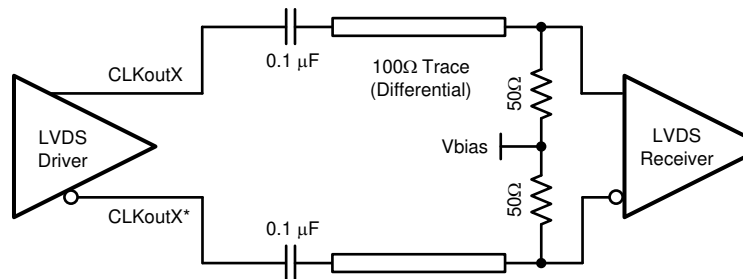 CLKoutX
0.1 μF
100Ω Trace
(Differential)
50Ω
LVDS
Driver
Vbias
LVDS
Receiver
50Ω
CLKoutX*
0.1 μF